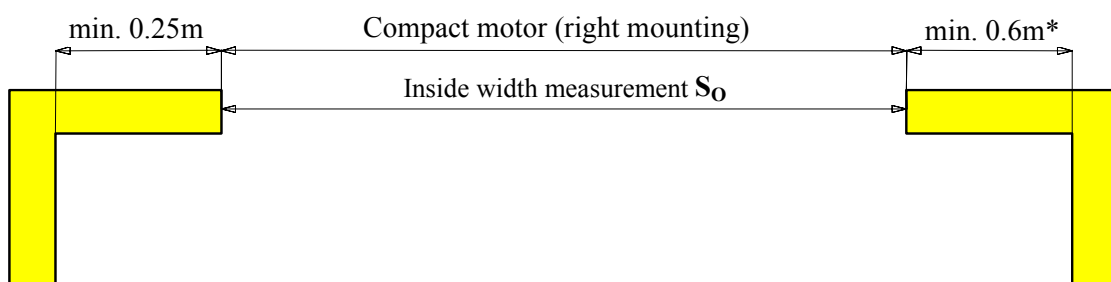 min. 0.25m
Compact motor (right mounting)
min. 0.6m*
Inside width measurement SO